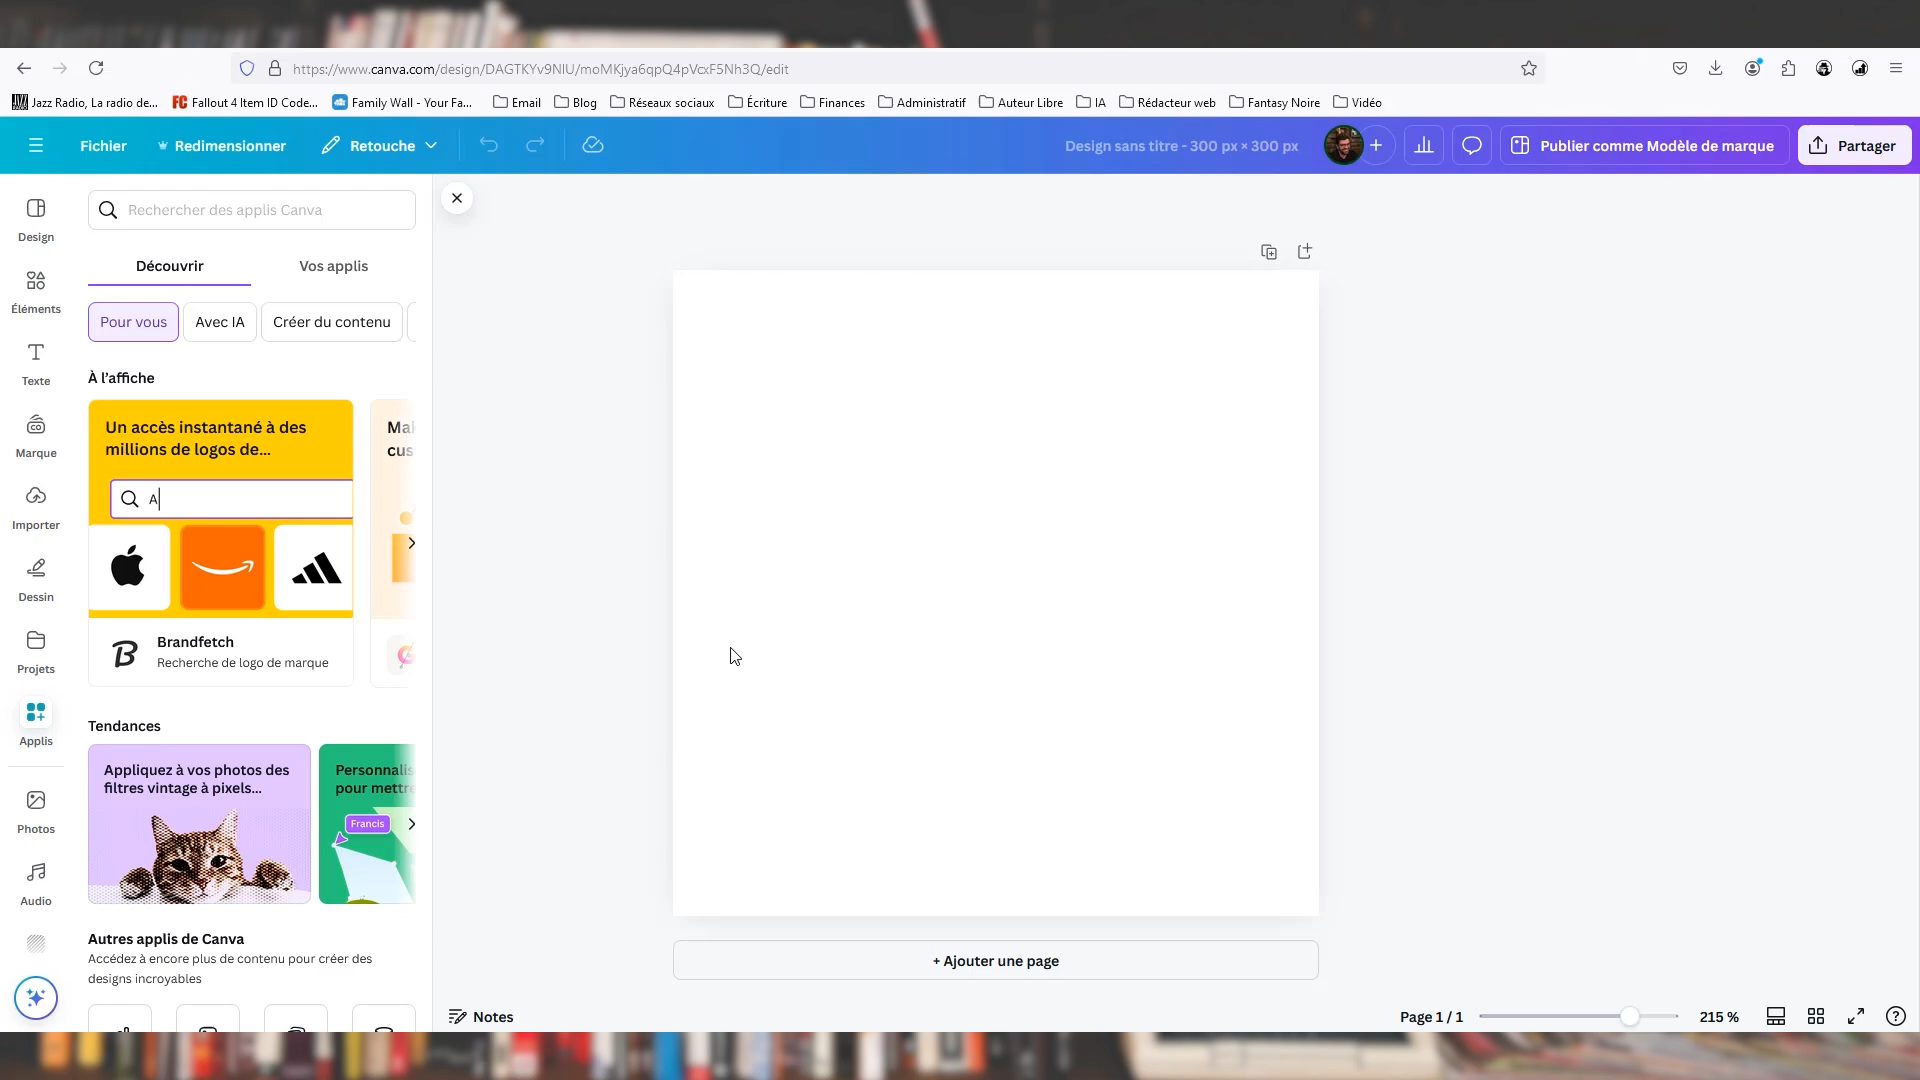 https://www.canva.com/design/DAGTKYv9NlU/moMKjya6qpQ4pVcxF5Nh3Q/edit
Jazz Radio, La radio de...
Fallout 4 Item ID Code...
Family Wall - Your Fa...
Email
Blog
Réseaux sociaux
Écriture
Finances
Administratif
Auteur Libre
IA
Rédacteur web
Fantasy Noire
Vidéo
Fichier
Redimensionner
Retouche
Design sans titre - 300 px × 300 px
Publier comme Modèle de marque
Partager
Design
Éléments
Texte
Marque
Importer
Dessin
Projets
Applis
Photos
Audio
Rechercher des applis Canva
Découvrir
Vos applis
Pour vous
Avec IA
Créer du contenu
À l'affiche
Un accès instantané à des
millions de logos de...
A
Brandfetch
Recherche de logo de marque
Mak
cus
Tendances
Appliquez à vos photos des
filtres vintage à pixels...
Personnalis
pour mettre
Francis
Autres applis de Canva
Accédez à encore plus de contenu pour créer des
designs incroyables
+ Ajouter une page
Notes
Page 1 / 1
215 %